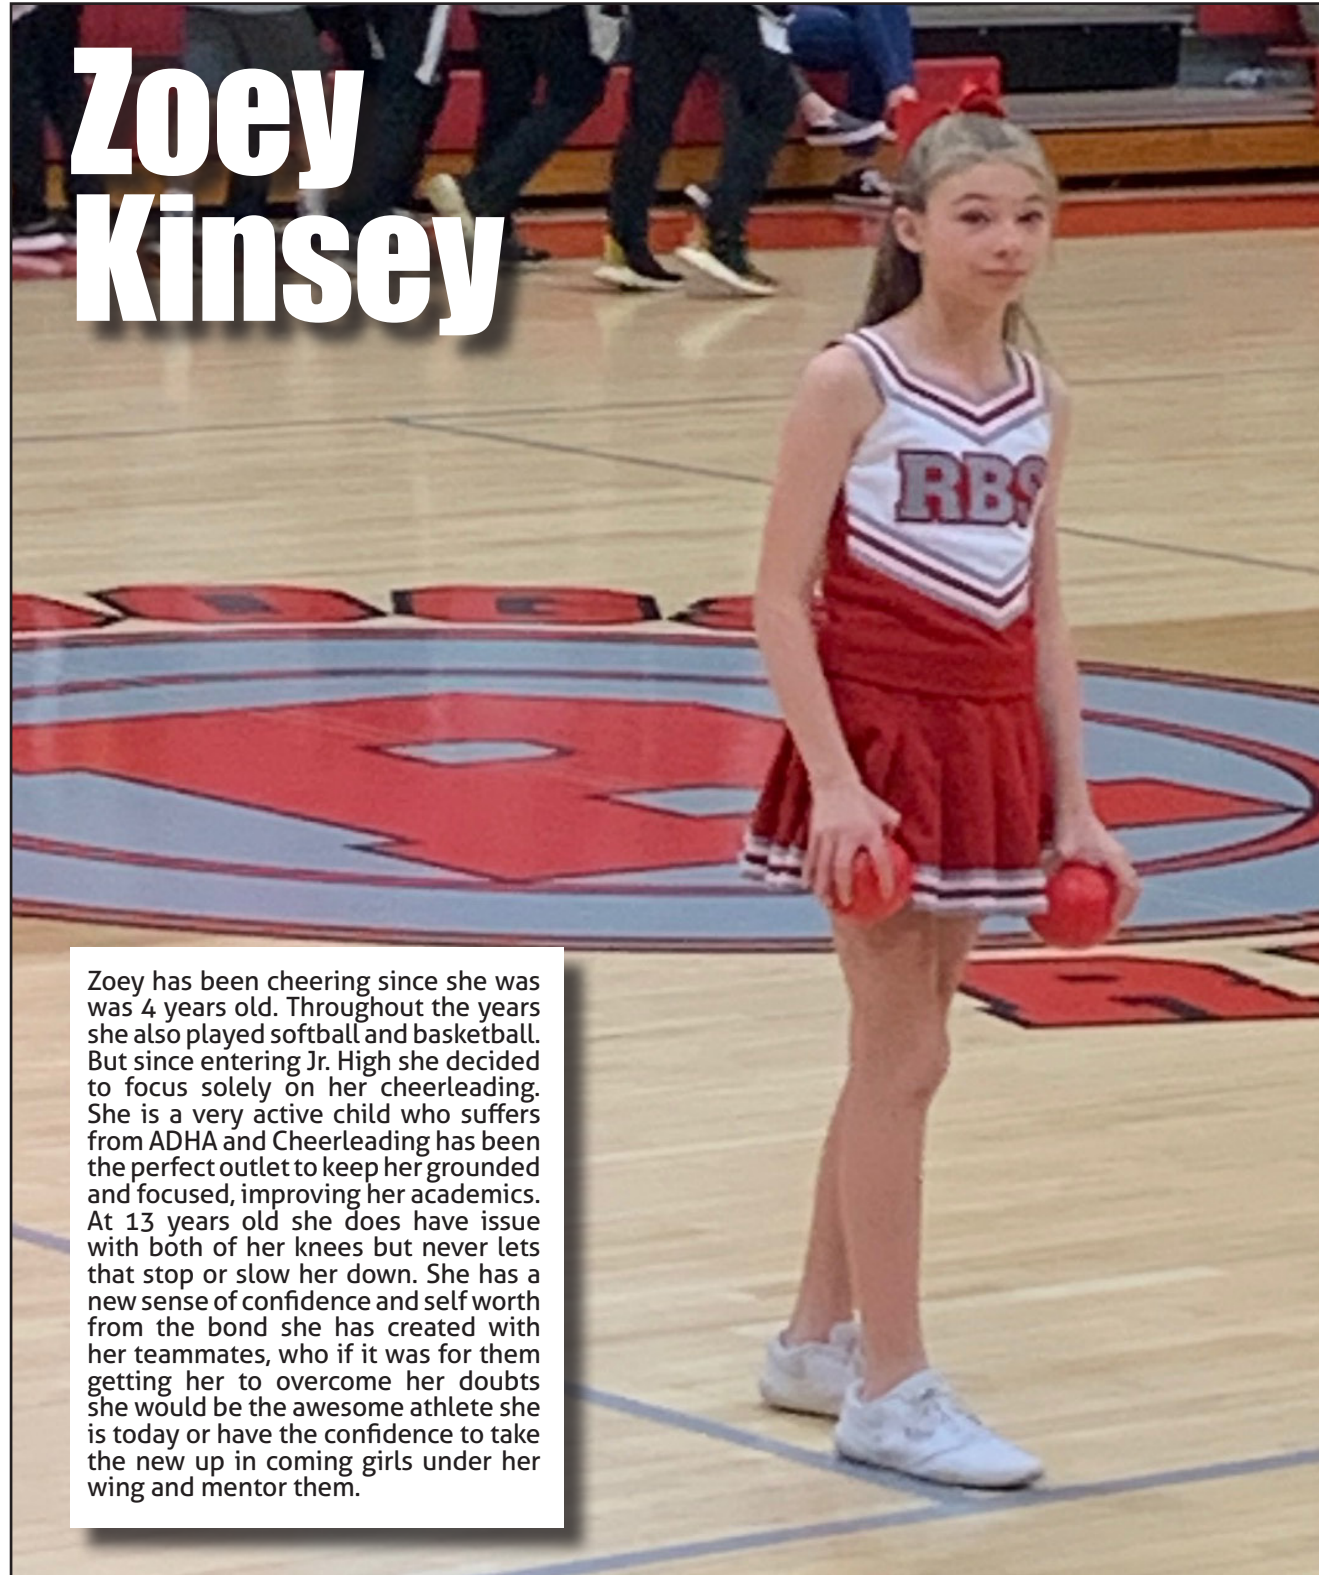 Zoey
Kinsey
RBS
Zoey has been cheering since she was
was 4 years old. Throughout the years
she also played softball and basketball.
But since entering Jr. High she decided
to focus solely on her cheerleading.
She is a very active child who suffers
from ADHA and Cheerleading has been
the perfect outlet to keep her grounded
and focused, improving her academics.
At 13 years old she does have issue
with both of her knees but never lets
that stop or slow her down. She has a
new sense of confidence and self worth
from the bond she has created with
her teammates, who if it was for them
getting her to overcome her doubts
she would be the awesome athlete she
is today or have the confidence to take
the new up in coming girls under her
wing and mentor them.